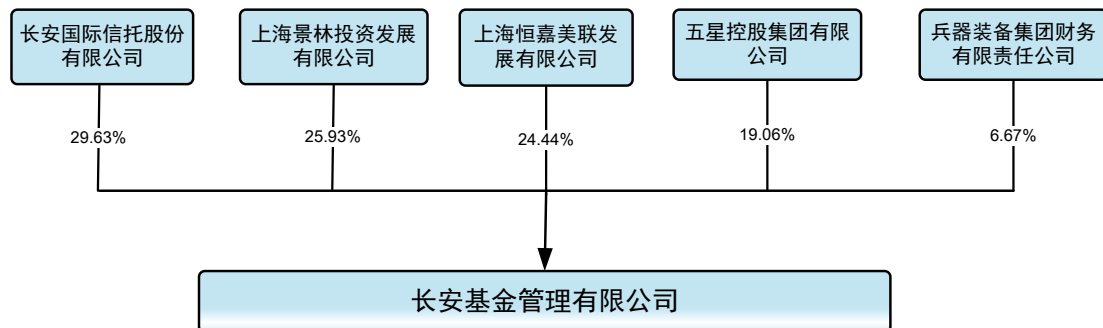 长安国际信托股份
有限公司
上海景林投资发展
有限公司
上海恒嘉美联发
展有限公司
五星控股集团有限
公司
兵器装备集团财务
有限责任公司
29.63%
25.93%
24.44%
19.06%
6.67%
长安基金管理有限公司